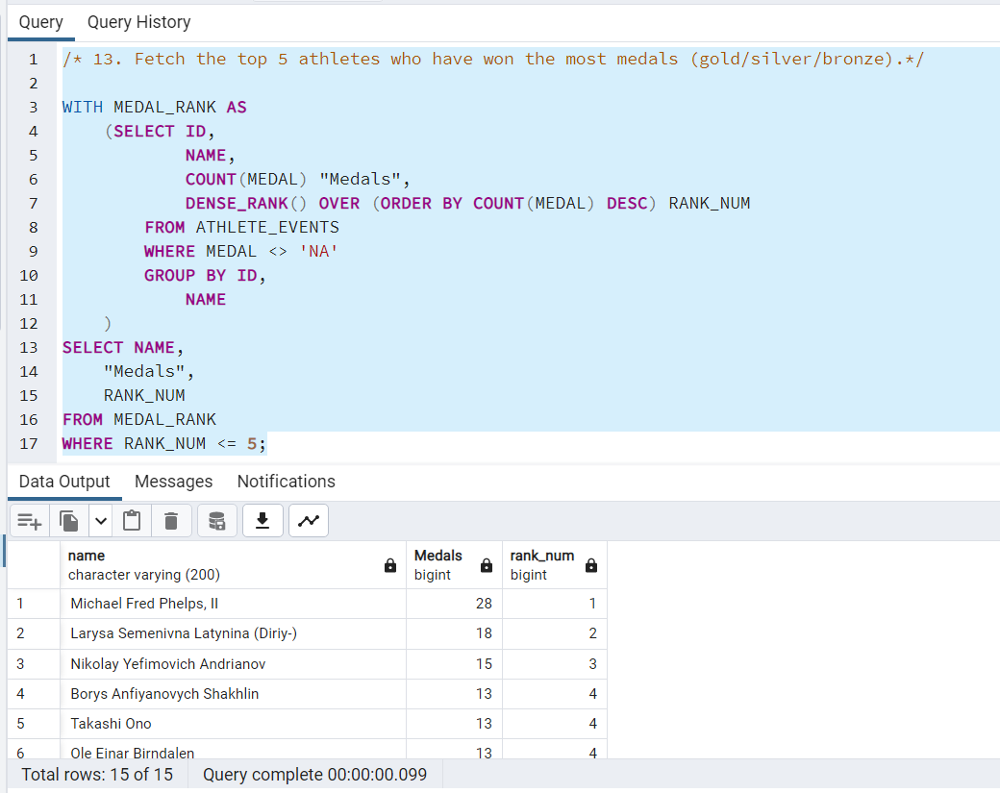 Query Query History
1 /* 13. Fetch the top 5 athletes who have won the most medals (gold/silver/bronze).*/
2
3 WITH MEDAL_RANK AS
4 (SELECT ID,
5 NAME,
6 COUNT(MEDAL) "Medals",
7 DENSE_RANK() OVER (ORDER BY COUNT(MEDAL) DESC) RANK_NUM
8 FROM ATHLETE_EVENTS
9 WHERE MEDAL <> 'NA'
10 GROUP BY ID,
11 NAME
12 )
13 SELECT NAME,
14 "Medals",
15 RANK_NUM
16 FROM MEDAL_RANK
17 WHERE RANK_NUM <= 5;
Data Output Messages Notifications
name Medals rank_num
character varying (200) bigint bigint
1 Michael Fred Phelps, II 28 1
2 Larysa Semenivna Latynina (Diriy-) 18 2
3 Nikolay Yefimovich Andrianov 15 3
4 Borys Anfiyanovych Shakhlin 13 4
5 Takashi Ono 13 4
6 Ole Einar Birndalen 13 4
Total rows: 15 of 15 Query complete 00:00:00.099